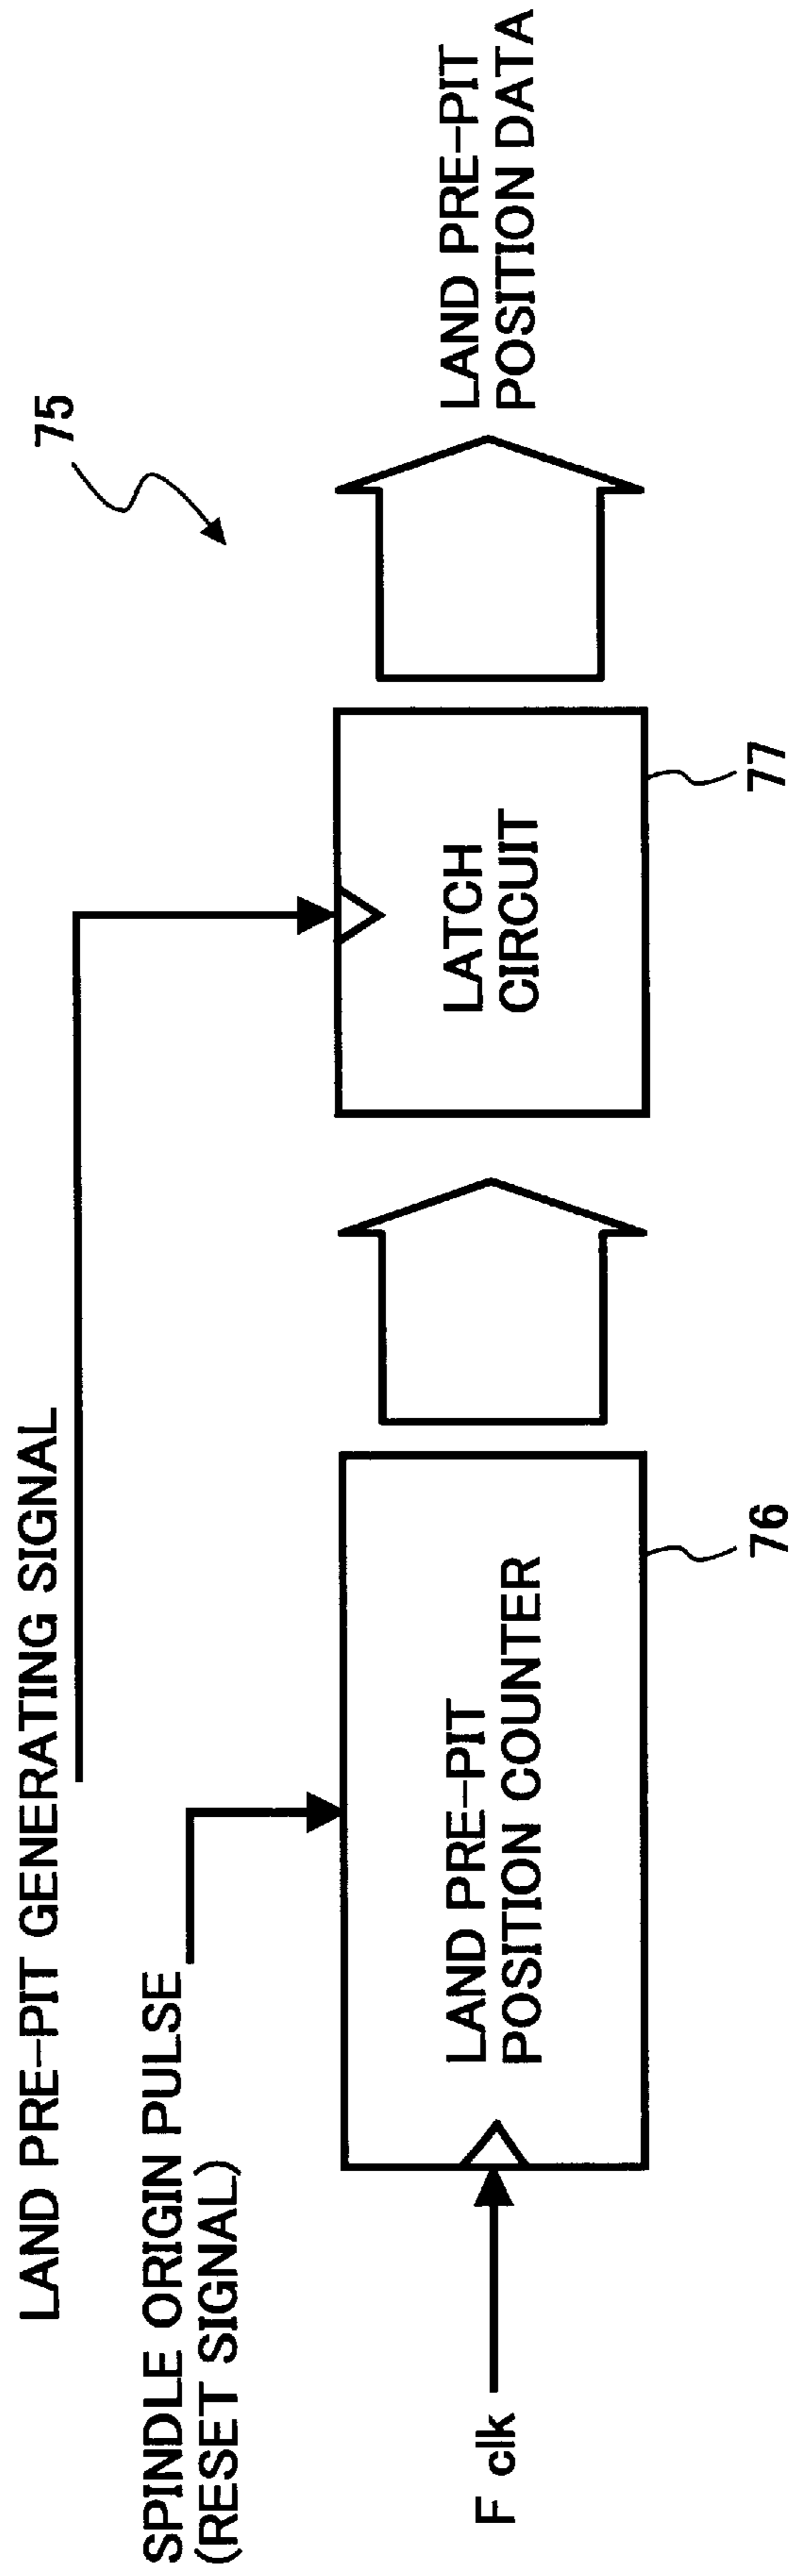 LAND PRE-PIT GENERATING SIGNAL
SPINDLE ORIGIN PULSE
(RESET SIGNAL)
F clk
LAND PRE-PIT
POSITION COUNTER
76
LATCH
CIRCUIT
77
75
LAND PRE-PIT
POSITION DATA